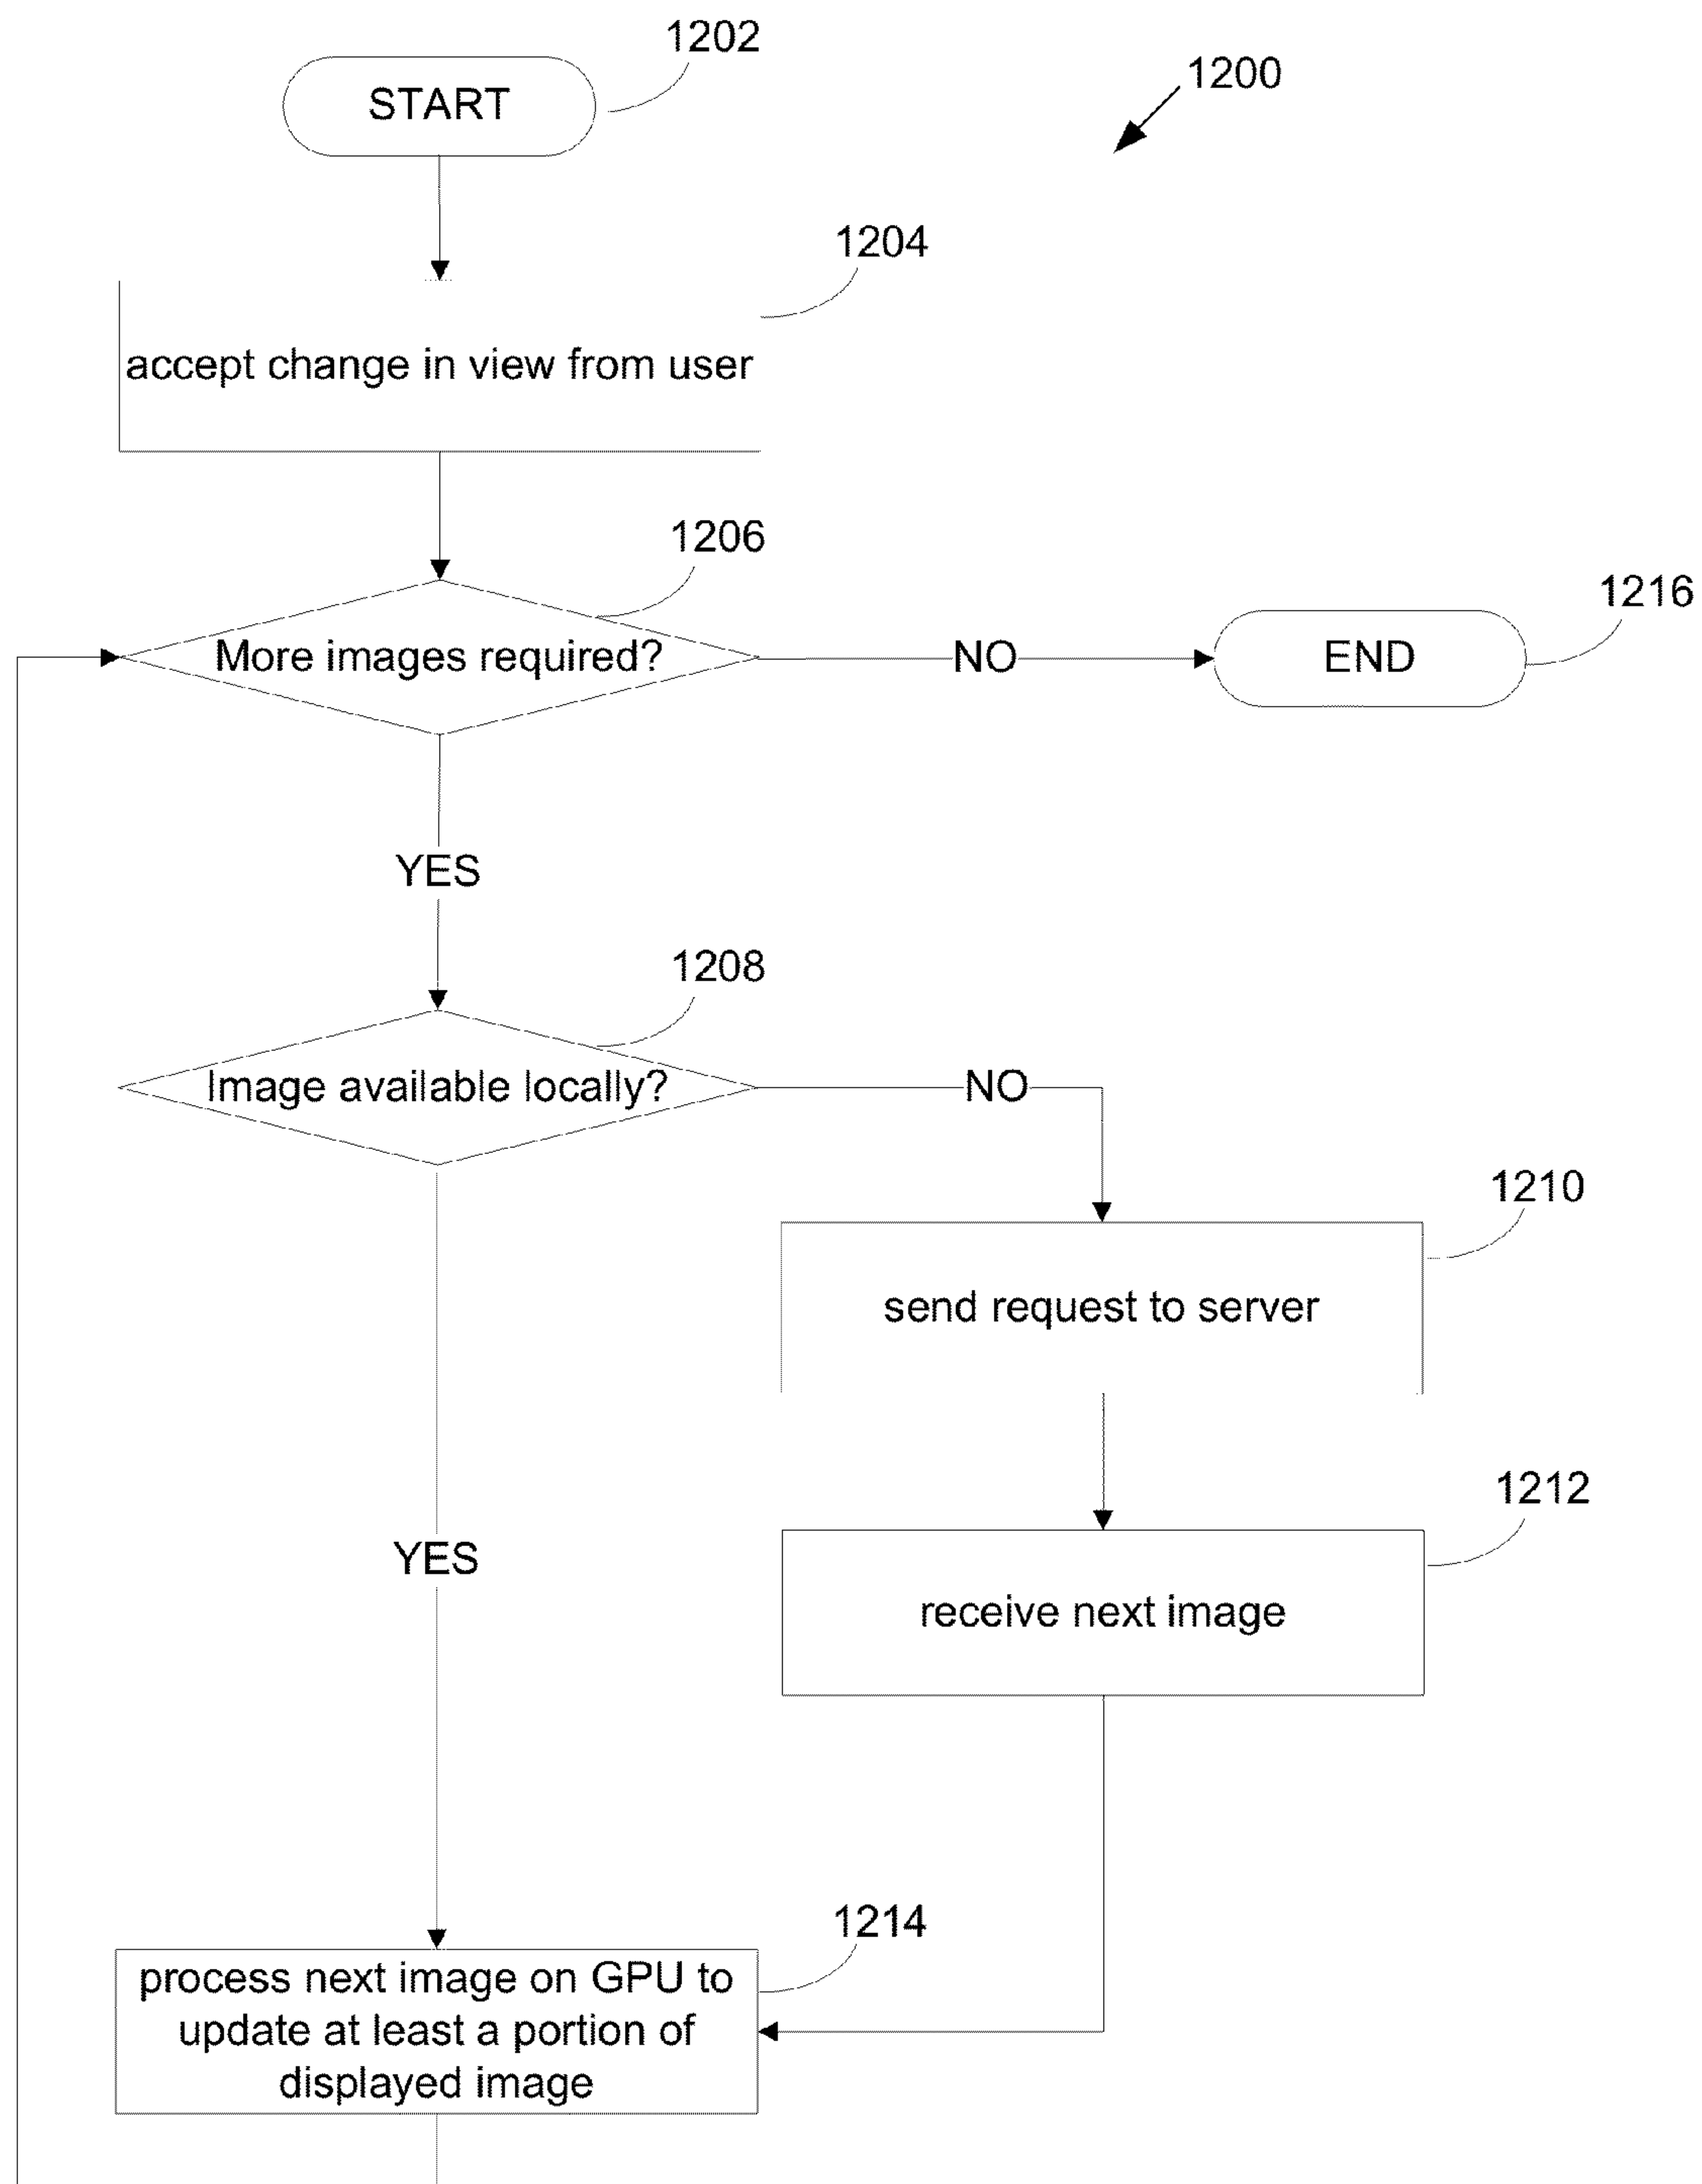 1202
START
1200
1204
accept change in view from user
1206
More images required?
NO
1216
END
YES
1208
Image available locally?
NO
1210
send request to server
1212
YES
receive next image
1214
process next image on GPU to
update at least a portion of
displayed image